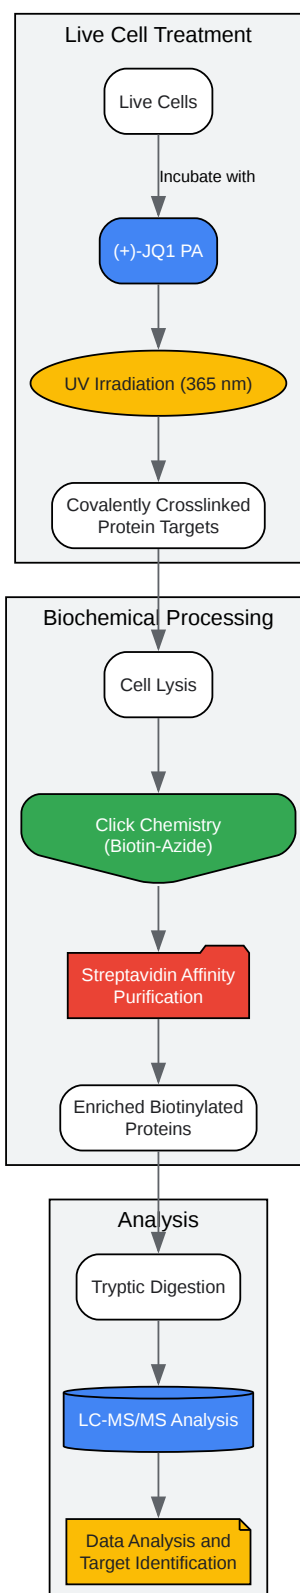 Live Cell Treatment
Live Cells
Incubate with
(+)-JQ1 PA
UV Irradiation (365 nm)
Covalently Crosslinked
Protein Targets
Biochemical Processing
Cell Lysis
Click Chemistry
(Biotin-Azide)
Streptavidin Affinity
Purification
Enriched Biotinylated
Proteins
Analysis
Tryptic Digestion
LC-MS/MS Analysis
Data Analysis and
Target Identification